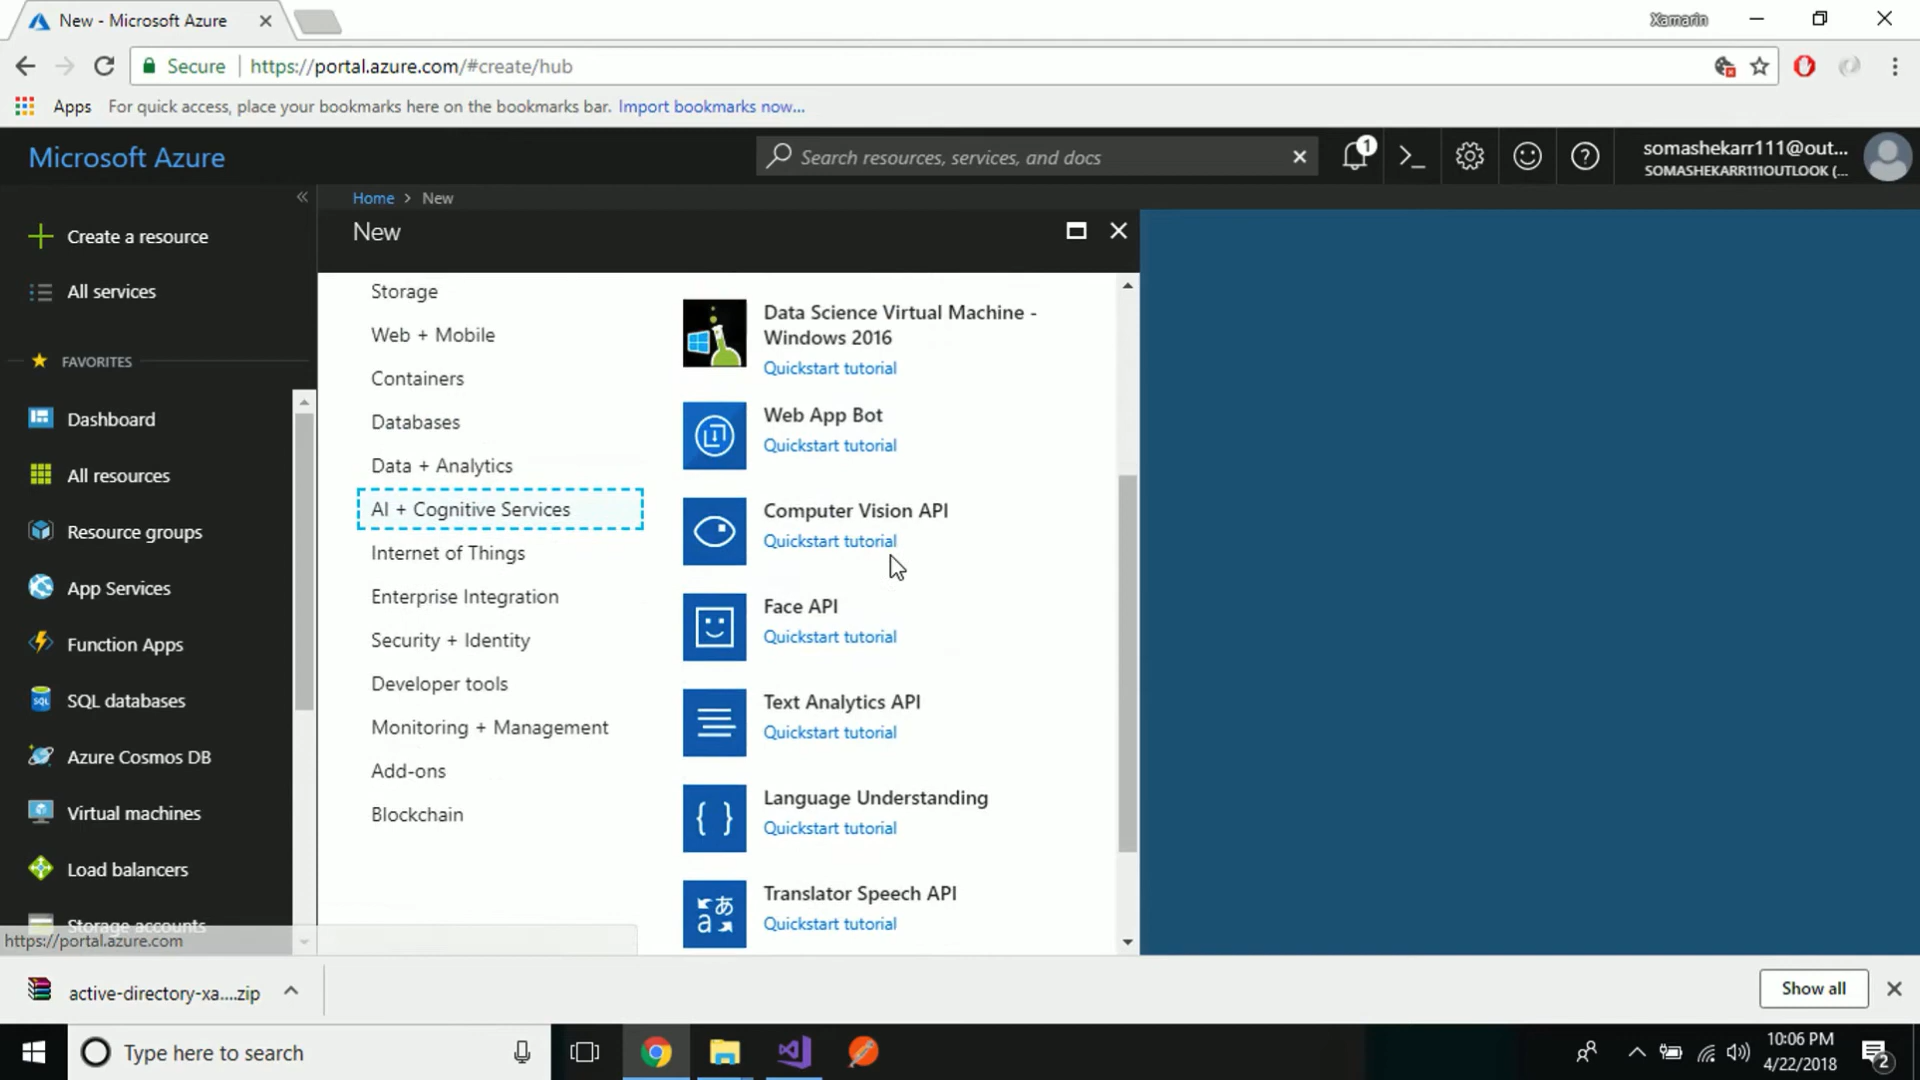 New - Microsoft Azure
Xamarin
Secure
https://portal.azure.com/#create/hub
Apps
For quick access, place your bookmarks here on the bookmarks bar. Import bookmarks now...
Microsoft Azure
Search resources, services, and docs
1
somashekarr111@out...
SOMASHEKARR111OUTLOOK (...
Create a resource
All services
FAVORITES
Dashboard
All resources
Resource groups
App Services
Function Apps
SQL
SQL databases
Azure Cosmos DB
Virtual machines
Load balancers
Storage accounts
https://portal.azure.com
Home > New
New
Storage
Web + Mobile
Containers
Databases
Data + Analytics
AI + Cognitive Services
Internet of Things
Enterprise Integration
Security + Identity
Developer tools
Monitoring + Management
Add-ons
Blockchain
Data Science Virtual Machine -
Windows 2016
Quickstart tutorial
Web App Bot
Quickstart tutorial
Computer Vision API
Quickstart tutorial
Face API
Quickstart tutorial
Text Analytics API
Quickstart tutorial
{ }
Language Understanding
Quickstart tutorial
あ
a
Translator Speech API
Quickstart tutorial
active-directory-xa....zip
Show all
Type here to search
10:06 PM
4/22/2018
2